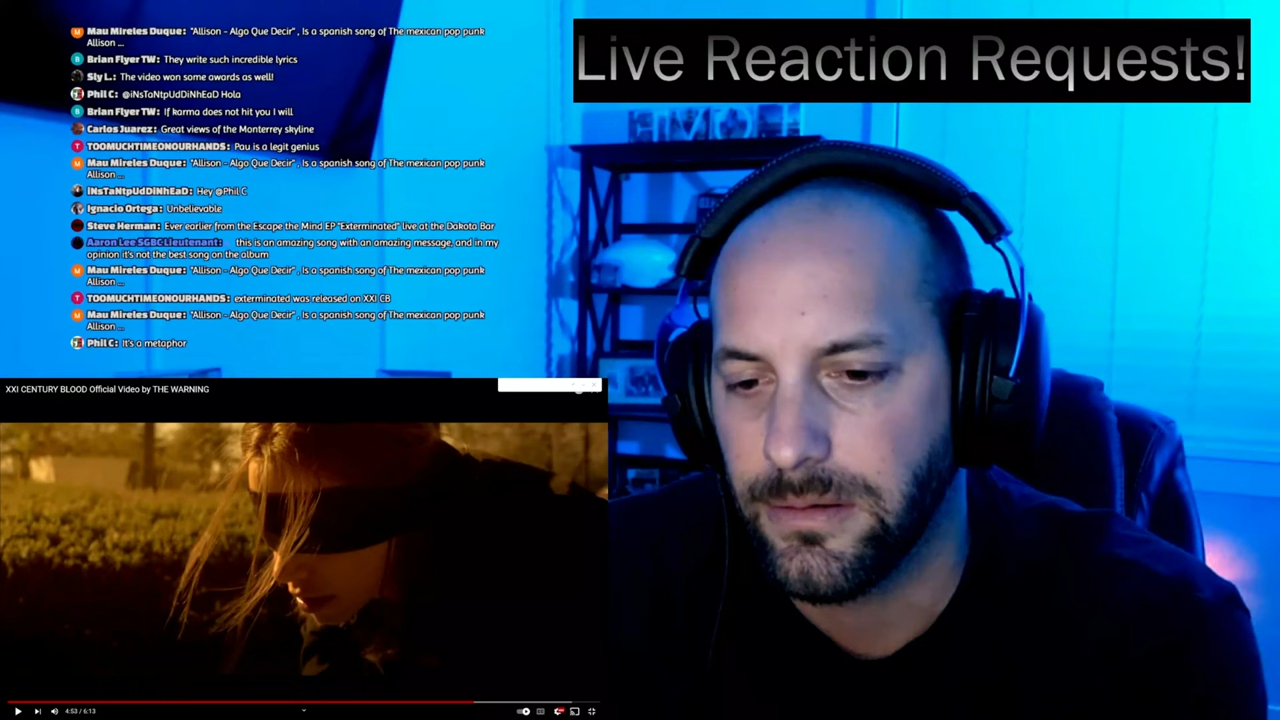 Live Reaction Requests!
Mau Mireles Duque: "Allison - Algo Que Decir" , Is a spanish song of The mexican pop punk
Allison ...
Brian Flyer TW: They write such incredible lyrics
Sly L.: The video won some awards as well!
Phil C: @iNsTaNtpUdDiNhEaD Hola
Brian Flyer TW: If karma does not hit you I will
Carlos Juarez: Great views of the Monterrey skyline
TOOMUCHTIMEONOURHANDS: Pau is a legit genius
Mau Mireles Duque: "Allison - Algo Que Decir" , Is a spanish song of The mexican pop punk
Allison ...
iNsTaNtpUdDiNhEaD: Hey @Phil C
Ignacio Ortega: Unbelievable
Steve Herman: Ever earlier from the Escape the Mind EP "Exterminated" live at the Dakota Bar
Aaron Lee SGBC-Lieutenant: this is an amazing song with an amazing message, and in my
opinion it's not the best song on the album
Mau Mireles Duque: "Allison - Algo Que Decir" , Is a spanish song of The mexican pop punk
Allison ...
TOOMUCHTIMEONOURHANDS: exterminated was released on XXI CB
Mau Mireles Duque: "Allison - Algo Que Decir" , Is a spanish song of The mexican pop punk
Allison ...
Phil C: It's a metaphor
XXI CENTURY BLOOD Official Video by THE WARNING
4:53 / 6:13